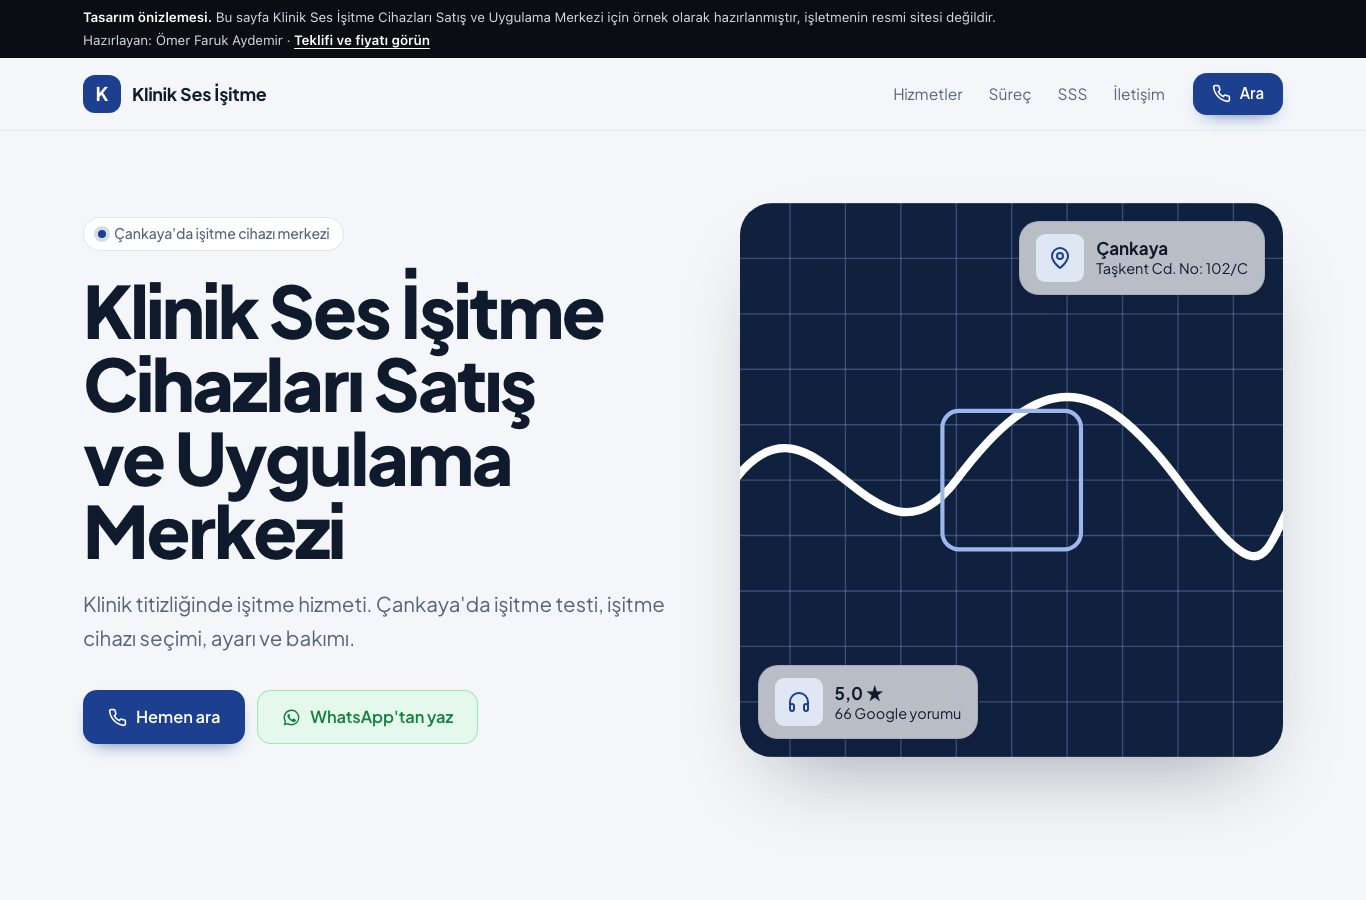 Tasarım önizlemesi. Bu sayfa Klinik Ses İşitme Cihazları Satış ve Uygulama Merkezi için örnek olarak hazırlanmıştır, işletmenin resmi sitesi değildir.
Hazırlayan: Ömer Faruk Aydemir · Teklifi ve fiyatı görün
K Klinik Ses İşitme Hizmetler Süreç SSS İletişim Ara
Çankaya'da işitme cihazı merkezi
Klinik Ses İşitme
Cihazları Satış
ve Uygulama
Merkezi
Klinik titizliğinde işitme hizmeti. Çankaya'da işitme testi, işitme
cihazı seçimi, ayarı ve bakımı.
Hemen ara WhatsApp'tan yaz
Çankaya
Taşkent Cd. No: 102/C
5,0 ★
66 Google yorumu